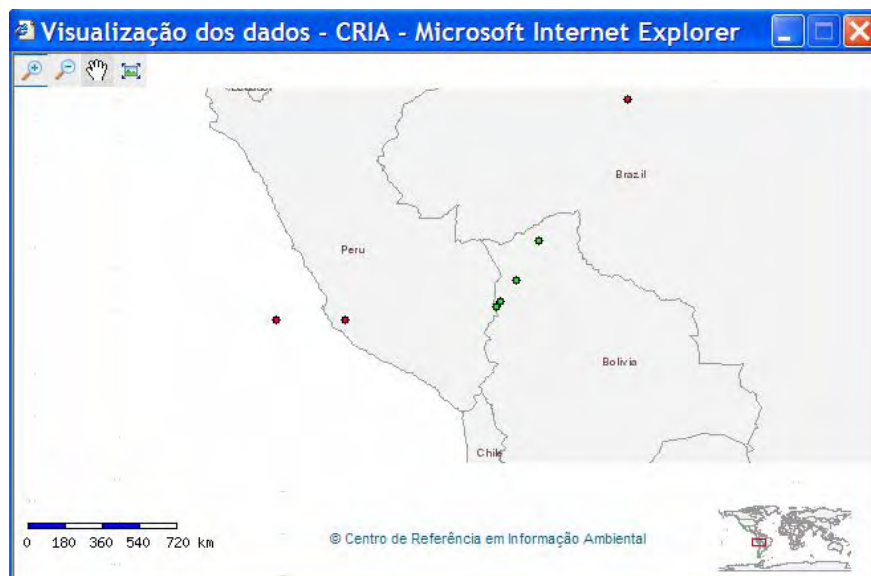 Visualização dos dados - CRIA - Microsoft Internet Explorer
Brazil
Peru
Bolivia
Chile
0 180 360 540 720 km
© Centro de Referência em Informação Ambiental